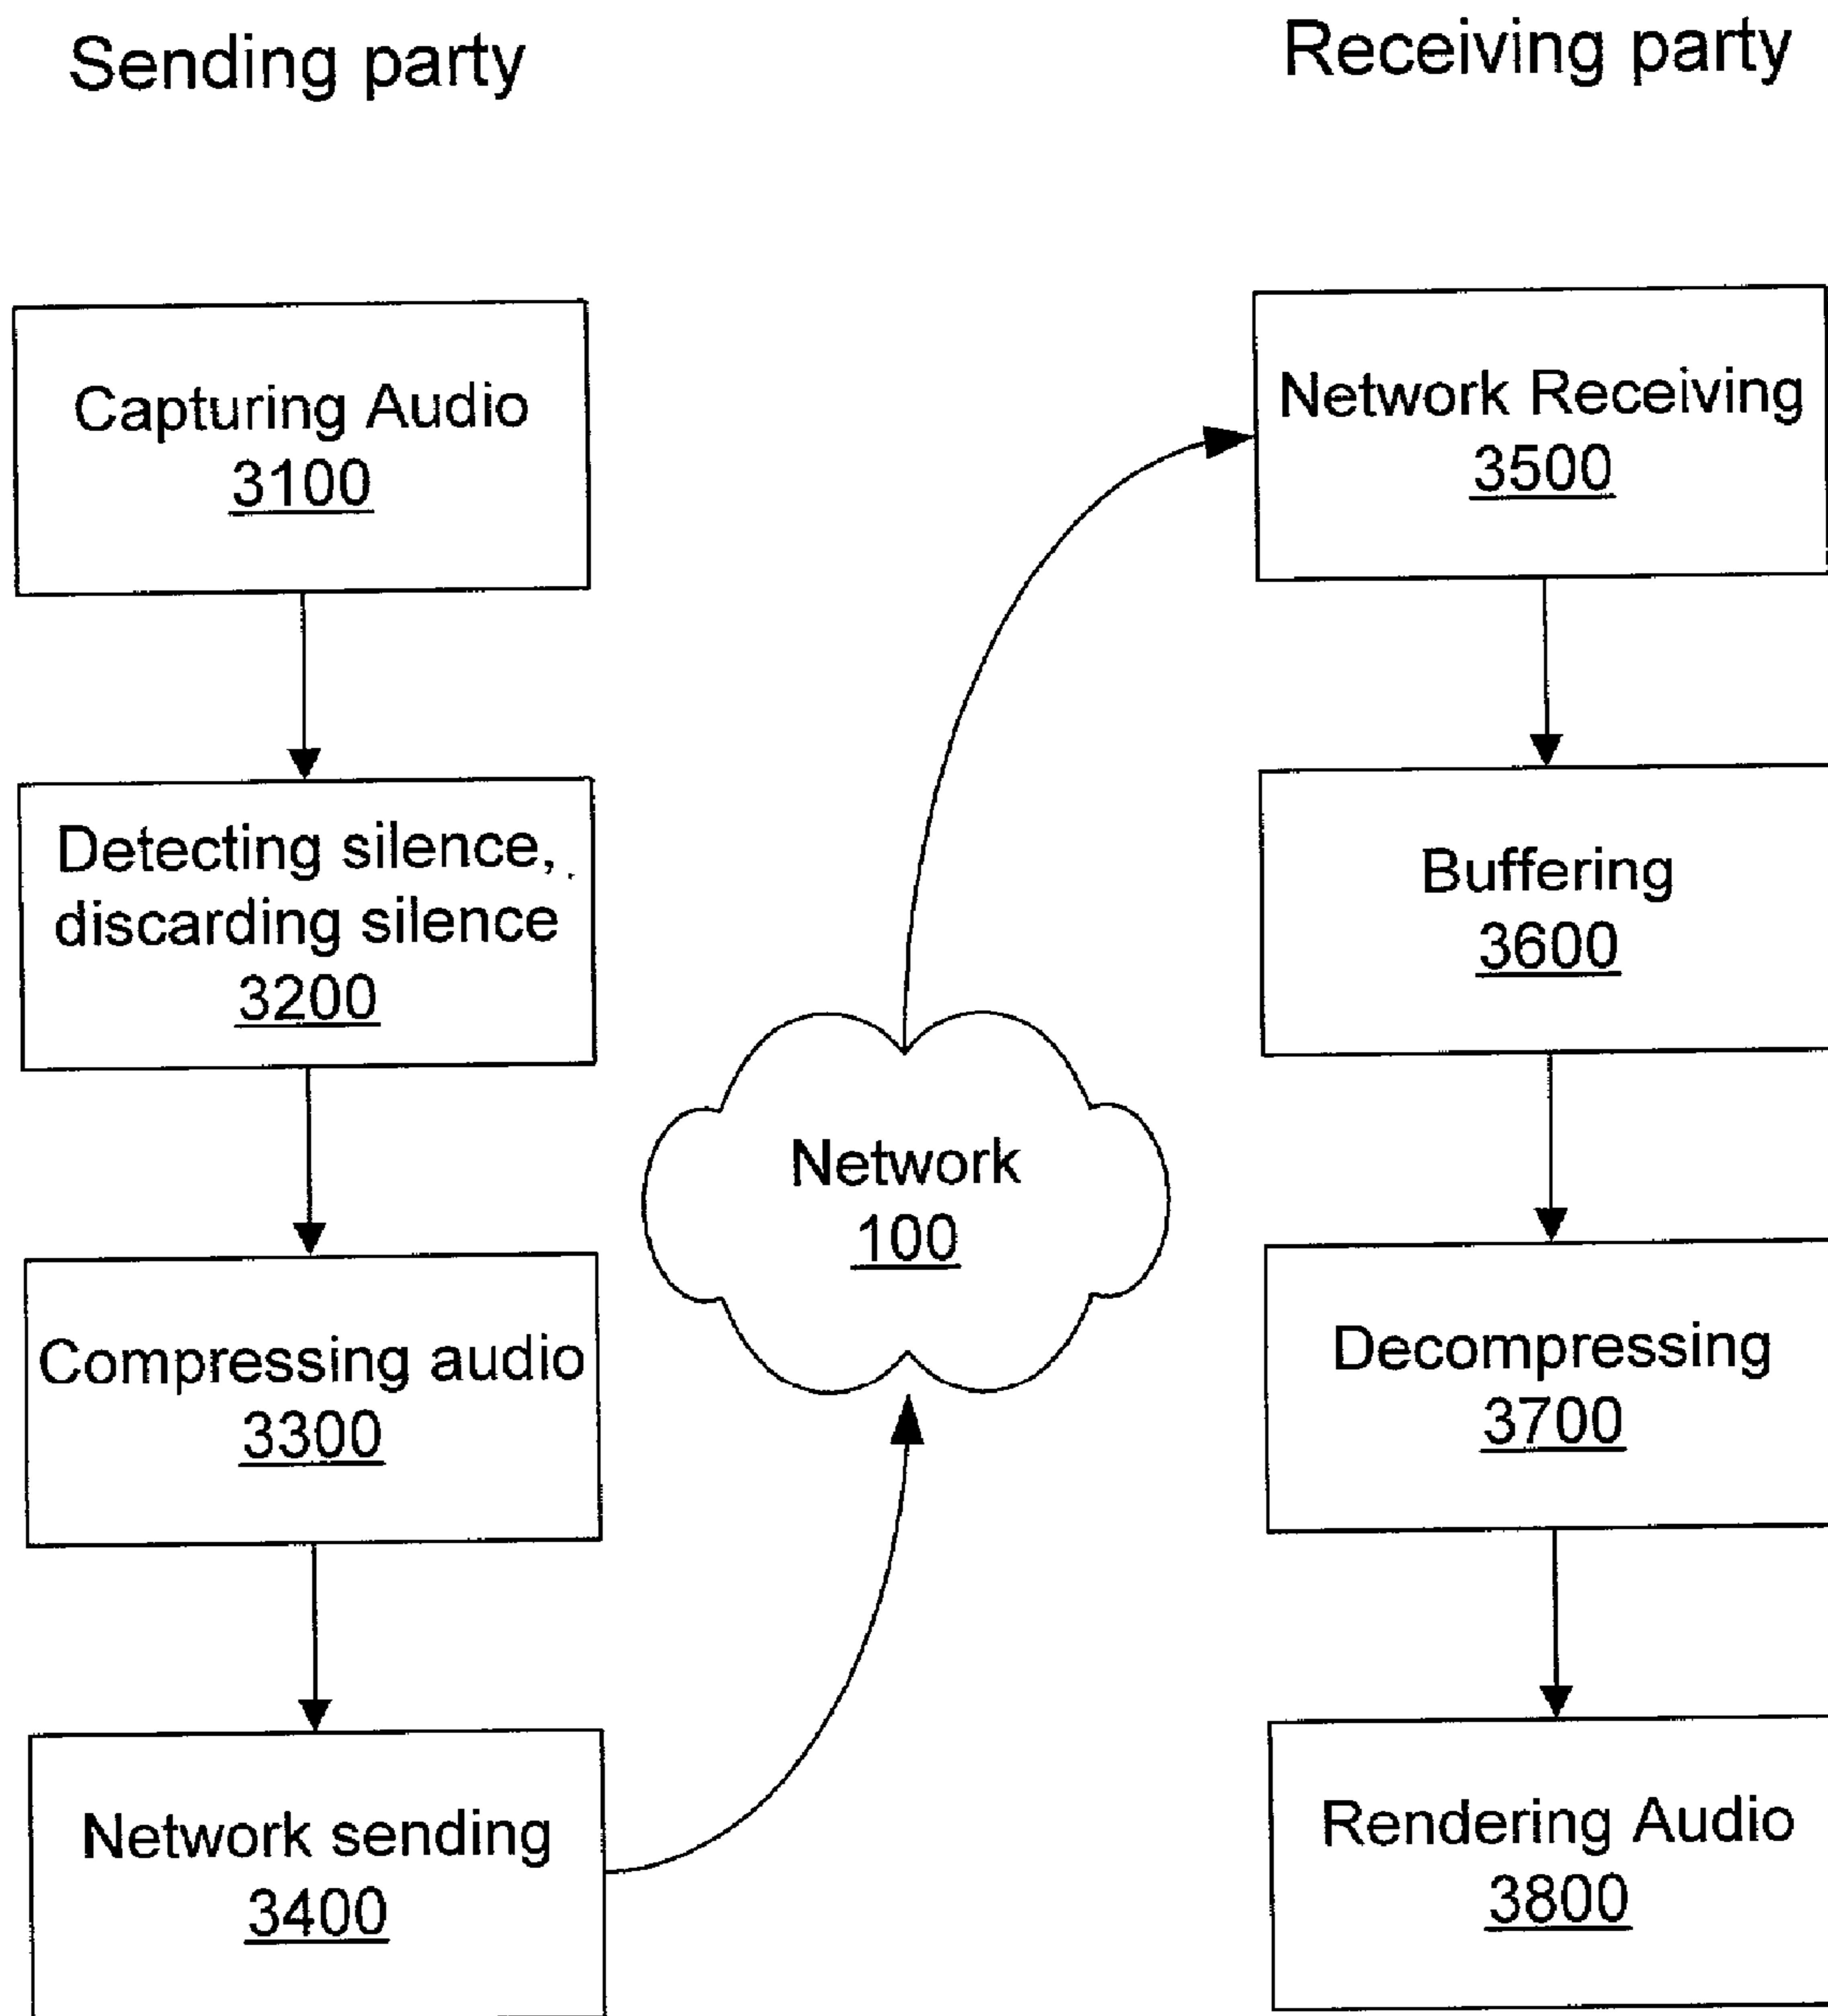 Sending party
Receiving party
Capturing Audio
3100
Detecting silence,
discarding silence
3200
Compressing audio
3300
Network sending
3400
Network
100
Network Receiving
3500
Buffering
3600
Decompressing
3700
Rendering Audio
3800